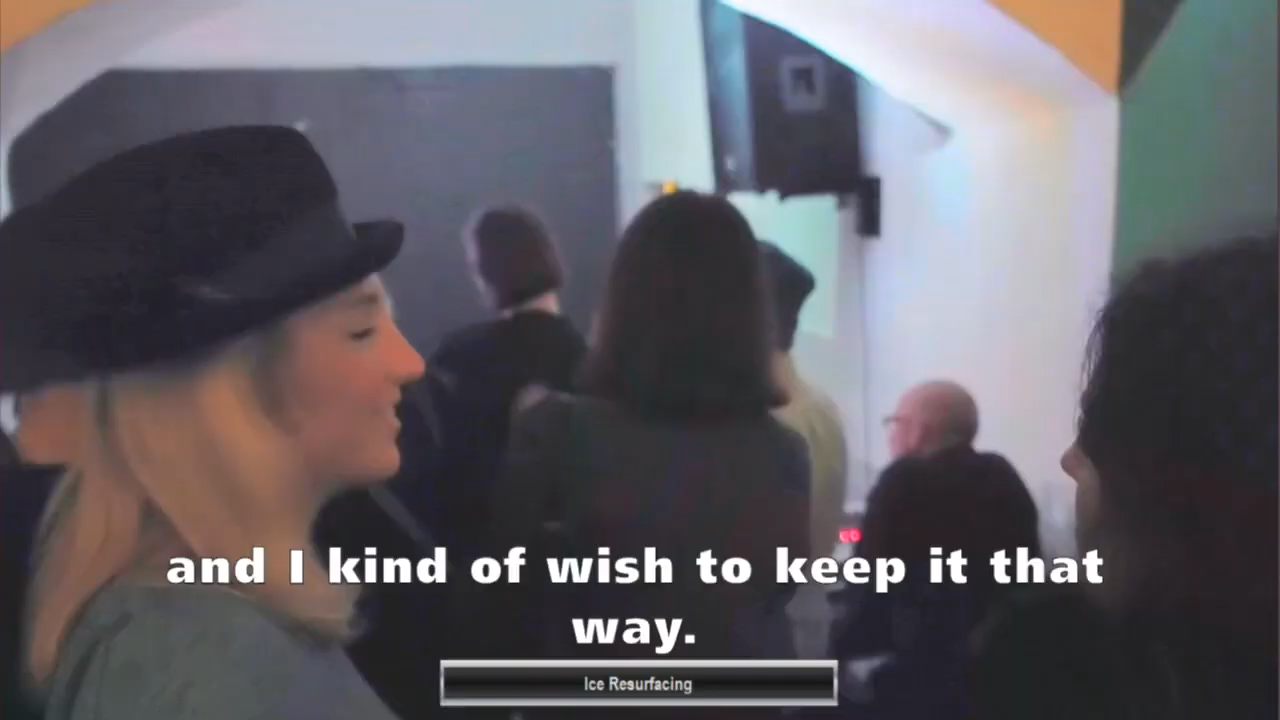 and I kind of wish to keep it that
way.
Ice Resurfacing